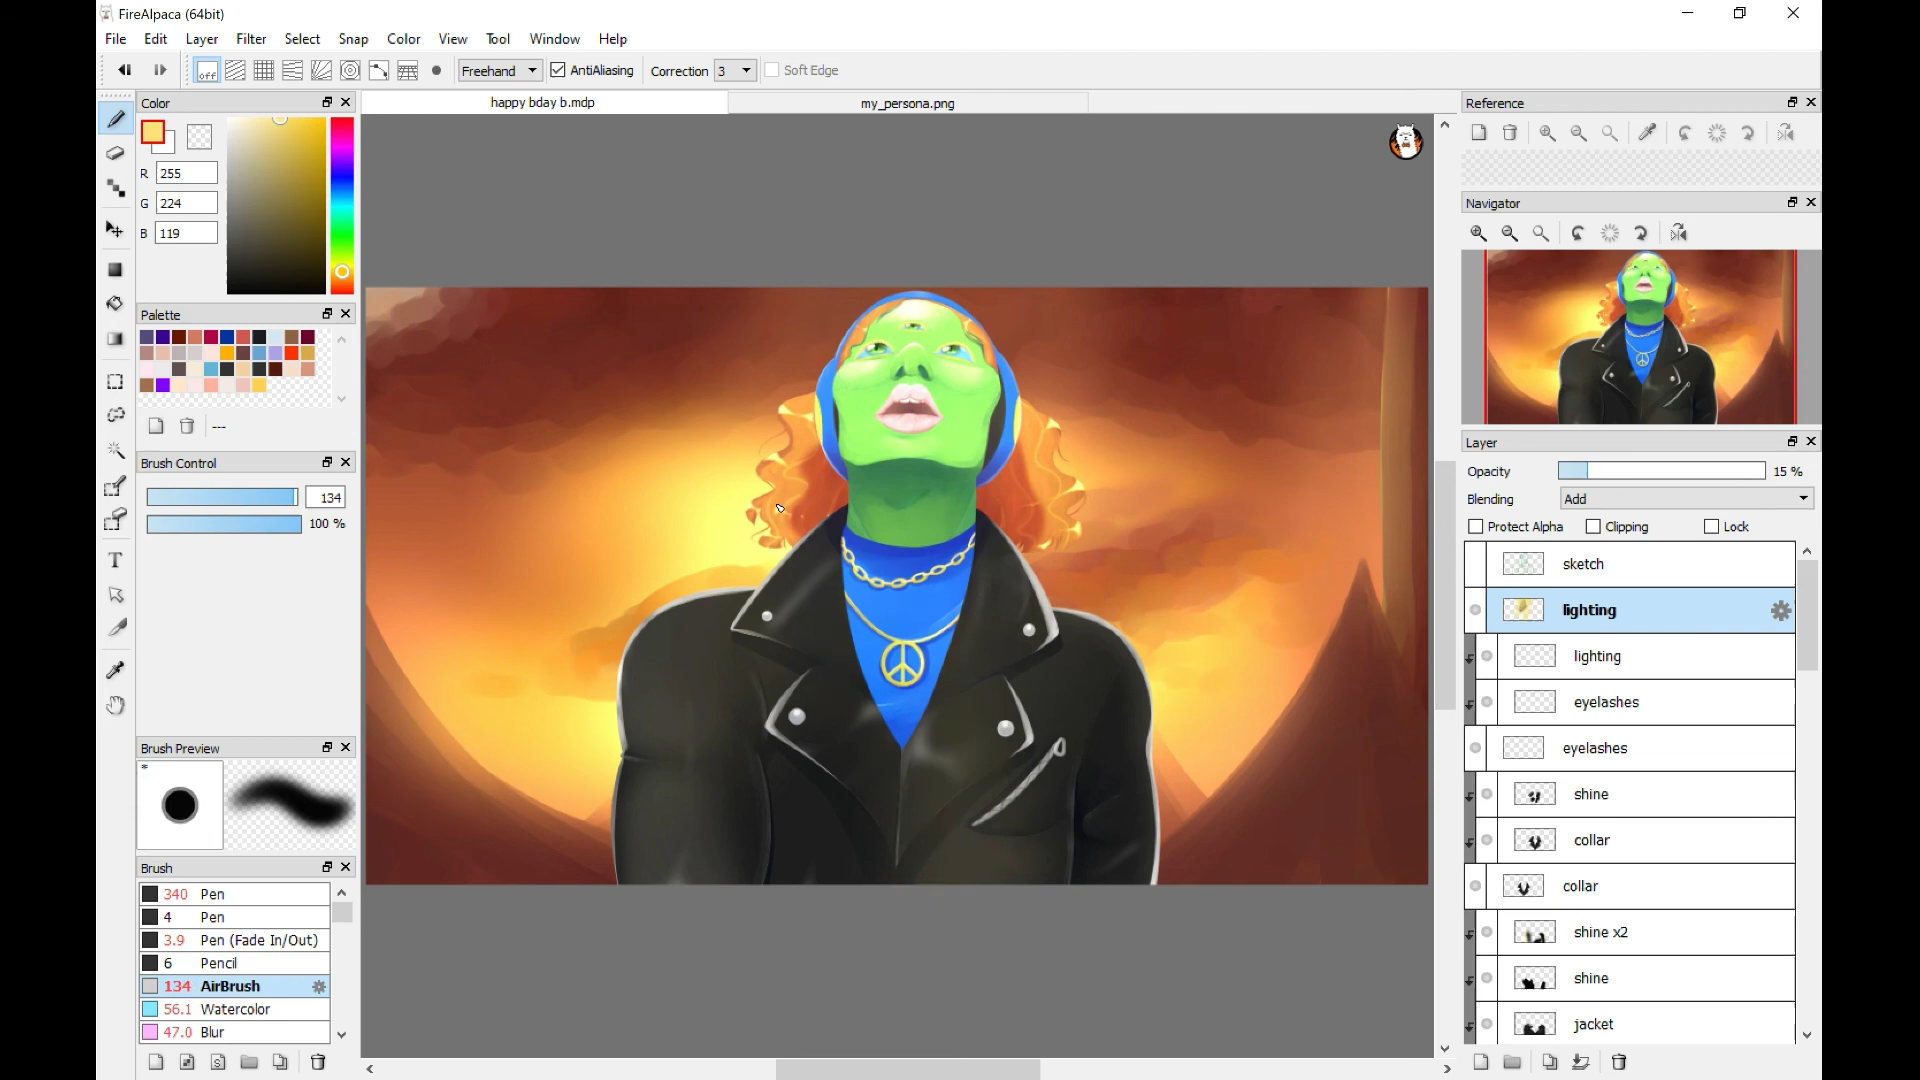 FireAlpaca (64bit)
File Edit Layer Filter Select Snap Color View Tool Window Help
off Freehand AntiAliasing Correction 3 Soft Edge
Color
happy bday b.mdp
my_persona.png
Reference
R 255
G 224
B 119
Navigator
Palette
---
Layer
Brush Control
Opacity 15 %
134
Blending Add
100 %
Protect Alpha Clipping Lock
sketch
lighting
lighting
eyelashes
eyelashes
Brush Preview
*
shine
collar
Brush
collar
340 Pen
4 Pen
3.9 Pen (Fade In/Out)
shine x2
6 Pencil
134 AirBrush
shine
56.1 Watercolor
47.0 Blur
jacket
S
T